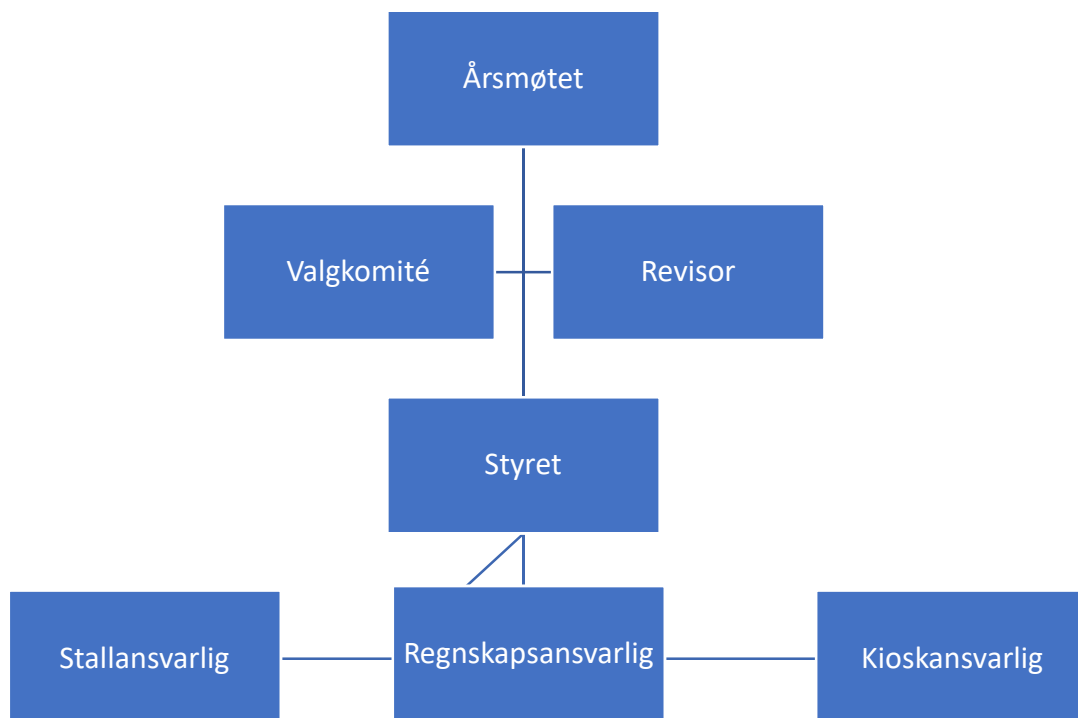 Årsmøtet
Valgkomité
Revisor
Styret
Stallansvarlig
Regnskapsansvarlig
Kioskansvarlig